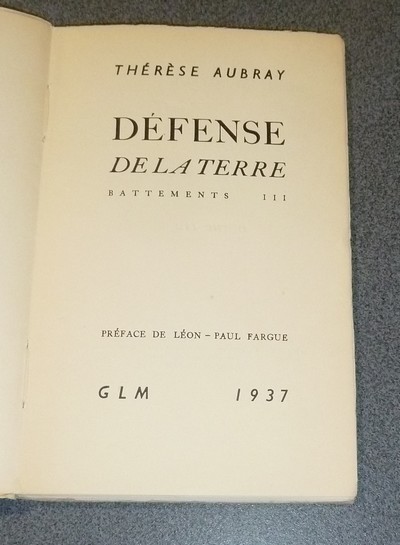 THÉRÈSE AUBRAY
DÉFENSE
DE LA TERRE
BATTEMENTS III
PRÉFACE DE LÉON – PAUL FARGUE
GLM 1937